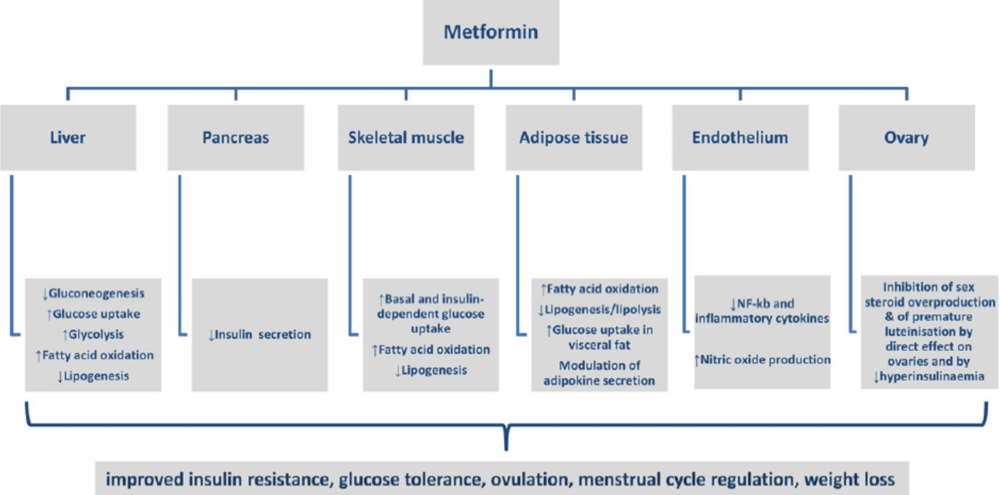 Metformin
Liver
Pancreas
Skeletal muscle
Adipose tissue
Endothelium
Ovary
↓Gluconeogenesis
↑Glucose uptake
↑Glycolysis
↑Fatty acid oxidation
↓Lipogenesis
↓Insulin secretion
↑Basal and insulin-
dependent glucose
uptake
↑Fatty acid oxidation
↓Lipogenesis
↑Fatty acid oxidation
↓Lipogenesis/lipolysis
↑Glucose uptake in
visceral fat
Modulation of
adipokine secretion
↓NF-kb and
inflammatory cytokines
↑Nitric oxide production
Inhibition of sex
steroid overproduction
& of premature
luteinisation by
direct effect on
ovaries and by
↓hyperinsulinaemia
improved insulin resistance, glucose tolerance, ovulation, menstrual cycle regulation, weight loss